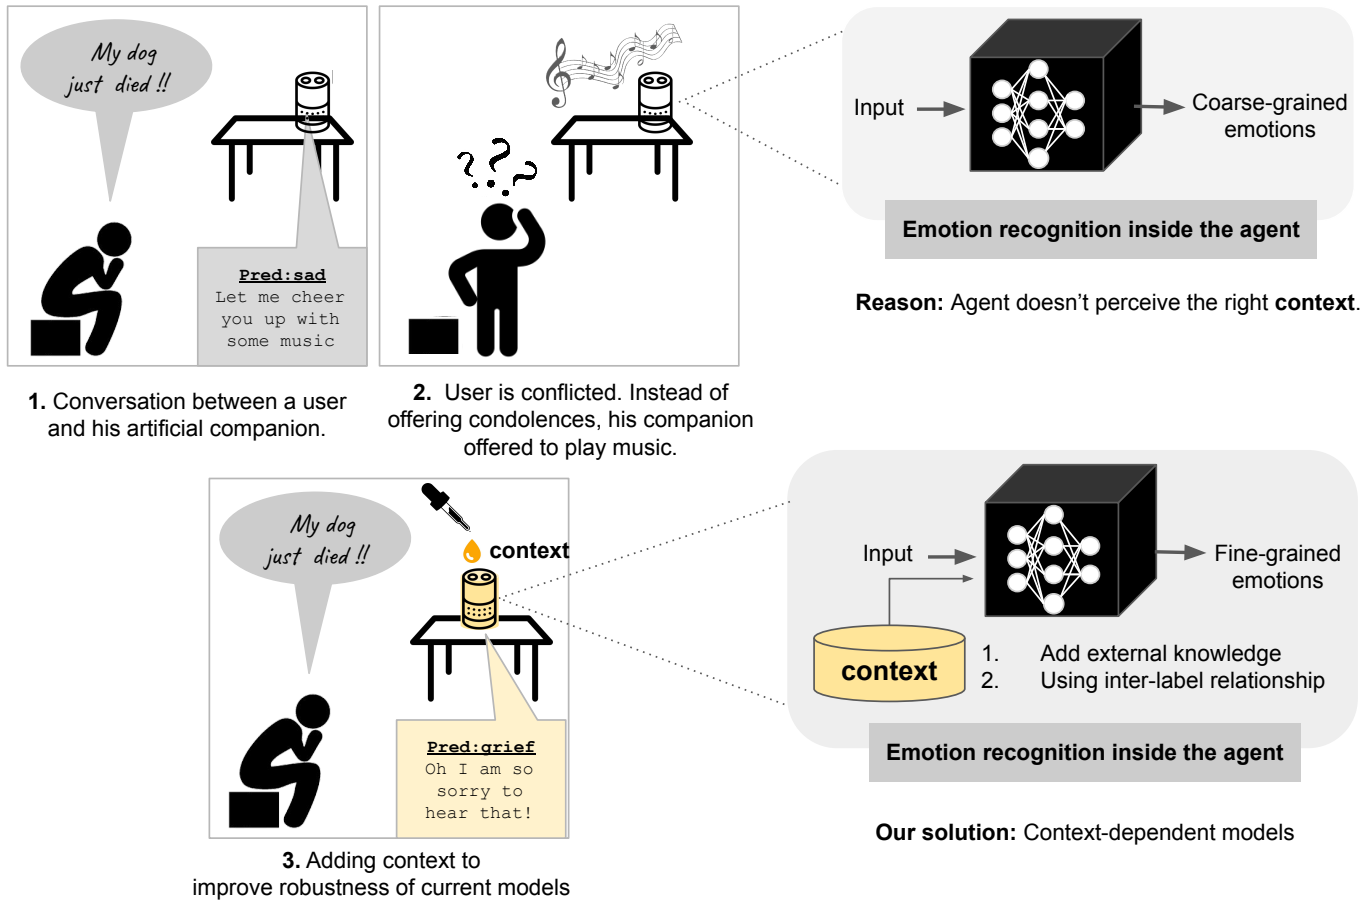 My dog
just died !!
Pred:sad
Let me cheer
you up with
some music
1. Conversation between a user
and his artificial companion.
? ? ?
2. User is conflicted. Instead of
offering condolences, his companion
offered to play music.
Input
Coarse-grained
emotions
Emotion recognition inside the agent
Reason: Agent doesn't perceive the right context.
My dog
just died !!
context
Pred:grief
Oh I am so
sorry to
hear that!
3. Adding context to
improve robustness of current models
Input
Fine-grained
emotions
context
1. Add external knowledge
2. Using inter-label relationship
Emotion recognition inside the agent
Our solution: Context-dependent models